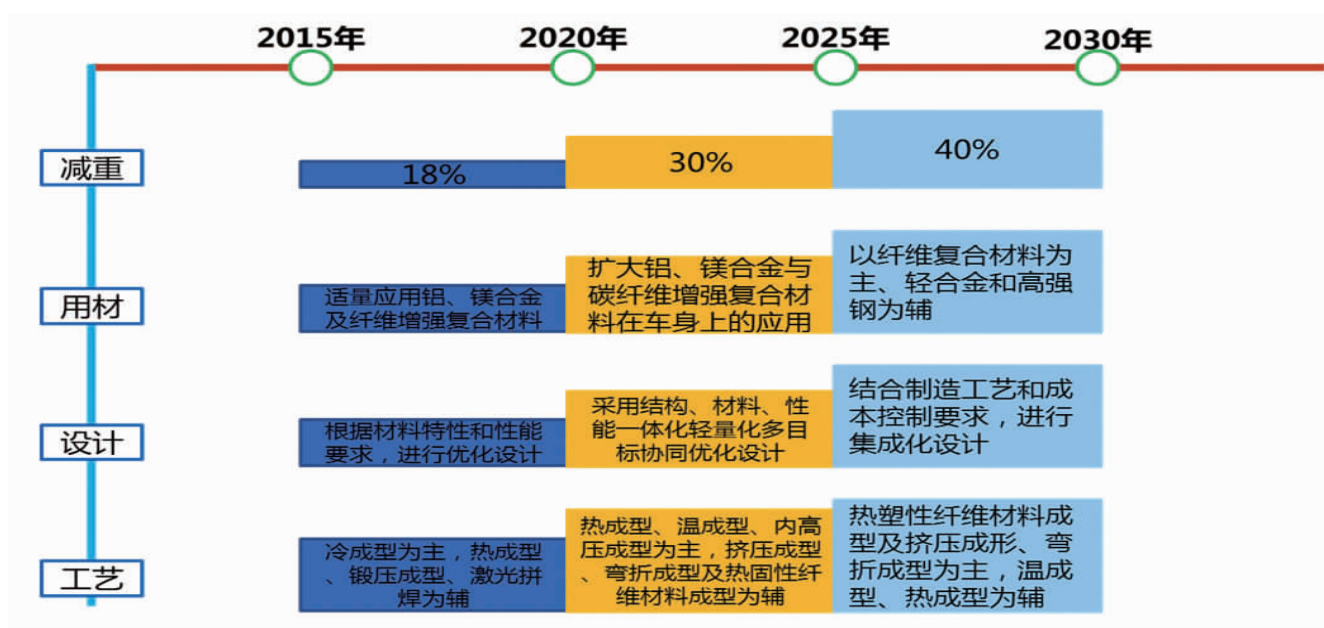 2015年
2020年
2025年
2030年
减重
18%
30%
40%
用材
适量应用铝、镁合金
及纤维增强复合材料
扩大铝、镁合金与
碳纤维增强复合材
料在车身上的应用
以纤维复合材料为
主、轻合金和高强
钢为辅
设计
根据材料特性和性能
要求，进行优化设计
采用结构、材料、性
能一体化轻量化多目
标协同优化设计
结合制造工艺和成
本控制要求，进行
集成化设计
工艺
冷成型为主，热成型
、锻压成型、激光拼
焊为辅
热成型、温成型、内高
压成型为主，挤压成型
、弯折成型及热固性纤
维材料成型为辅
热塑性纤维材料成
型及挤压成形、弯
折成型为主，温成
型、热成型为辅